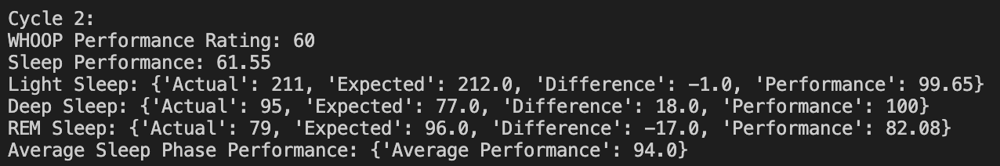 Cycle 2:
WHOOP Performance Rating: 60
Sleep Performance: 61.55
Light Sleep: {'Actual': 211, 'Expected': 212.0, 'Difference': -1.0, 'Performance': 99.65}
Deep Sleep: {'Actual': 95, 'Expected': 77.0, 'Difference': 18.0, 'Performance': 100}
REM Sleep: {'Actual': 79, 'Expected': 96.0, 'Difference': -17.0, 'Performance': 82.08}
Average Sleep Phase Performance: {'Average Performance': 94.0}